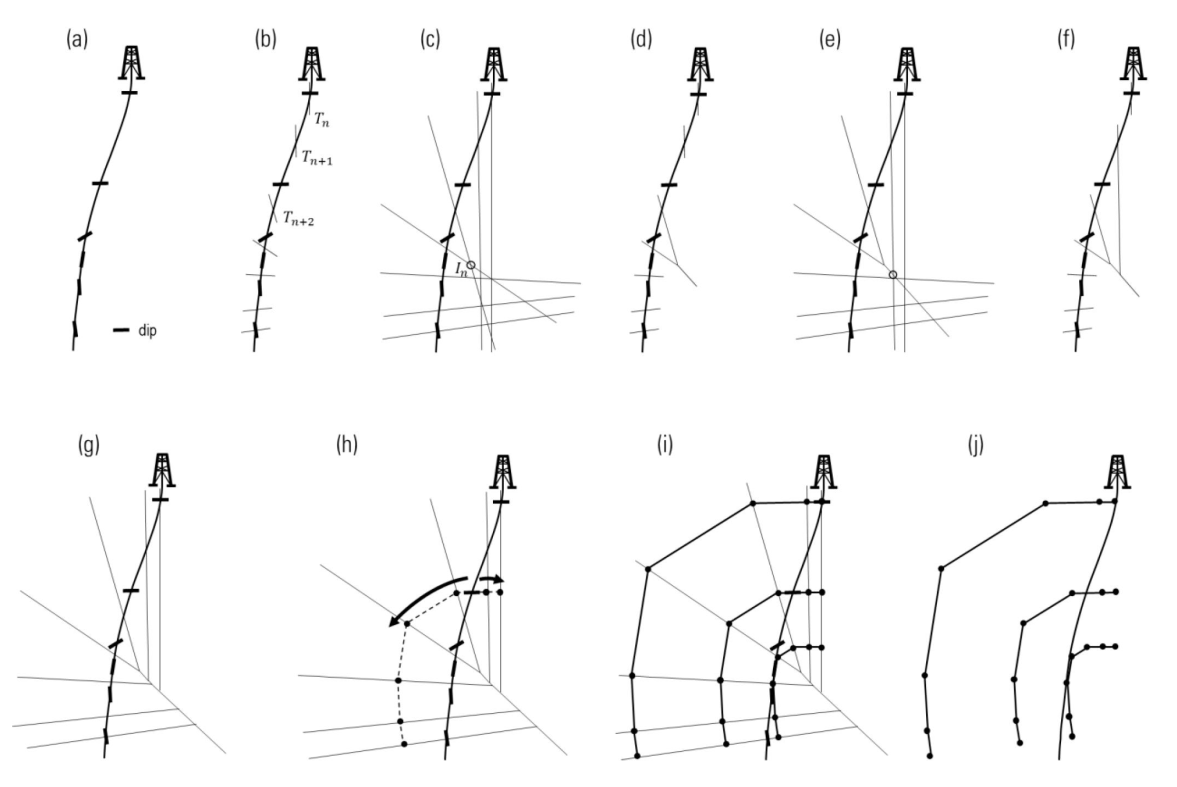 (a)
(b)
(c)
(d)
(e)
(f)
T_n
T_{n+1}
T_{n+2}
I_n
dip
(g)
(h)
(i)
(j)